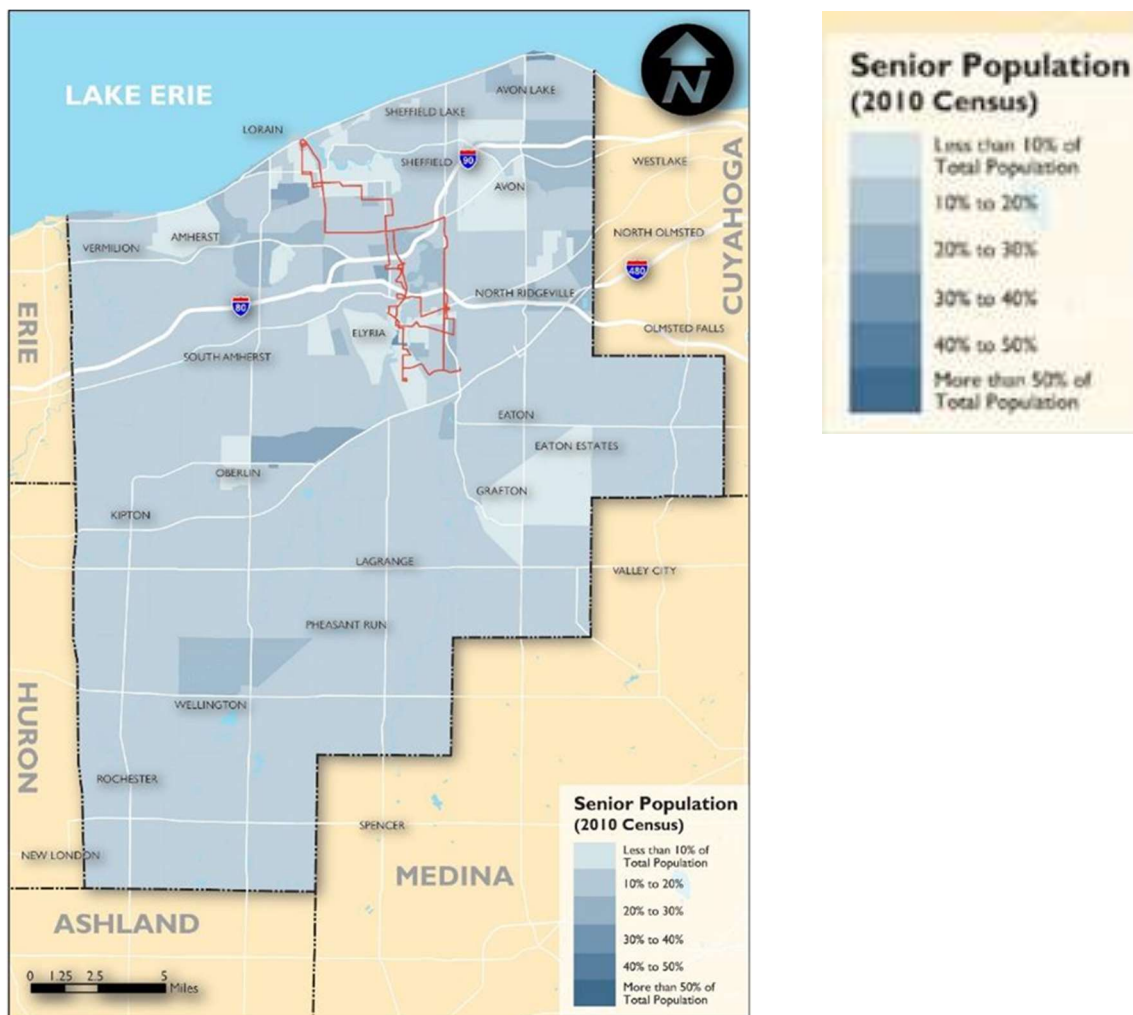 LAKE ERIE
N
AVON LAKE
SHEFFIELD LAKE
LORAIN
SHEFFIELD
90
WESTLAKE
AVON
CUYAHOGA
AMHERST
VERMILION
NORTH OLMSTED
480
NORTH RIDGEVILLE
80
ERIE
ELYRIA
OLMSTED FALLS
SOUTH AMHERST
EATON
EATON ESTATES
OBERLIN
GRAFTON
KIPTON
LAGRANGE
VALLEY CITY
PHEASANT RUN
HURON
WELLINGTON
ROCHESTER
SPENCER
NEW LONDON
MEDINA
ASHLAND
0 1.25 2.5 5
Miles
Senior Population
(2010 Census)
Less than 10% of
Total Population
10% to 20%
20% to 30%
30% to 40%
40% to 50%
More than 50% of
Total Population
Senior Population
(2010 Census)
Less than 10% of
Total Population
10% to 20%
20% to 30%
30% to 40%
40% to 50%
More than 50% of
Total Population